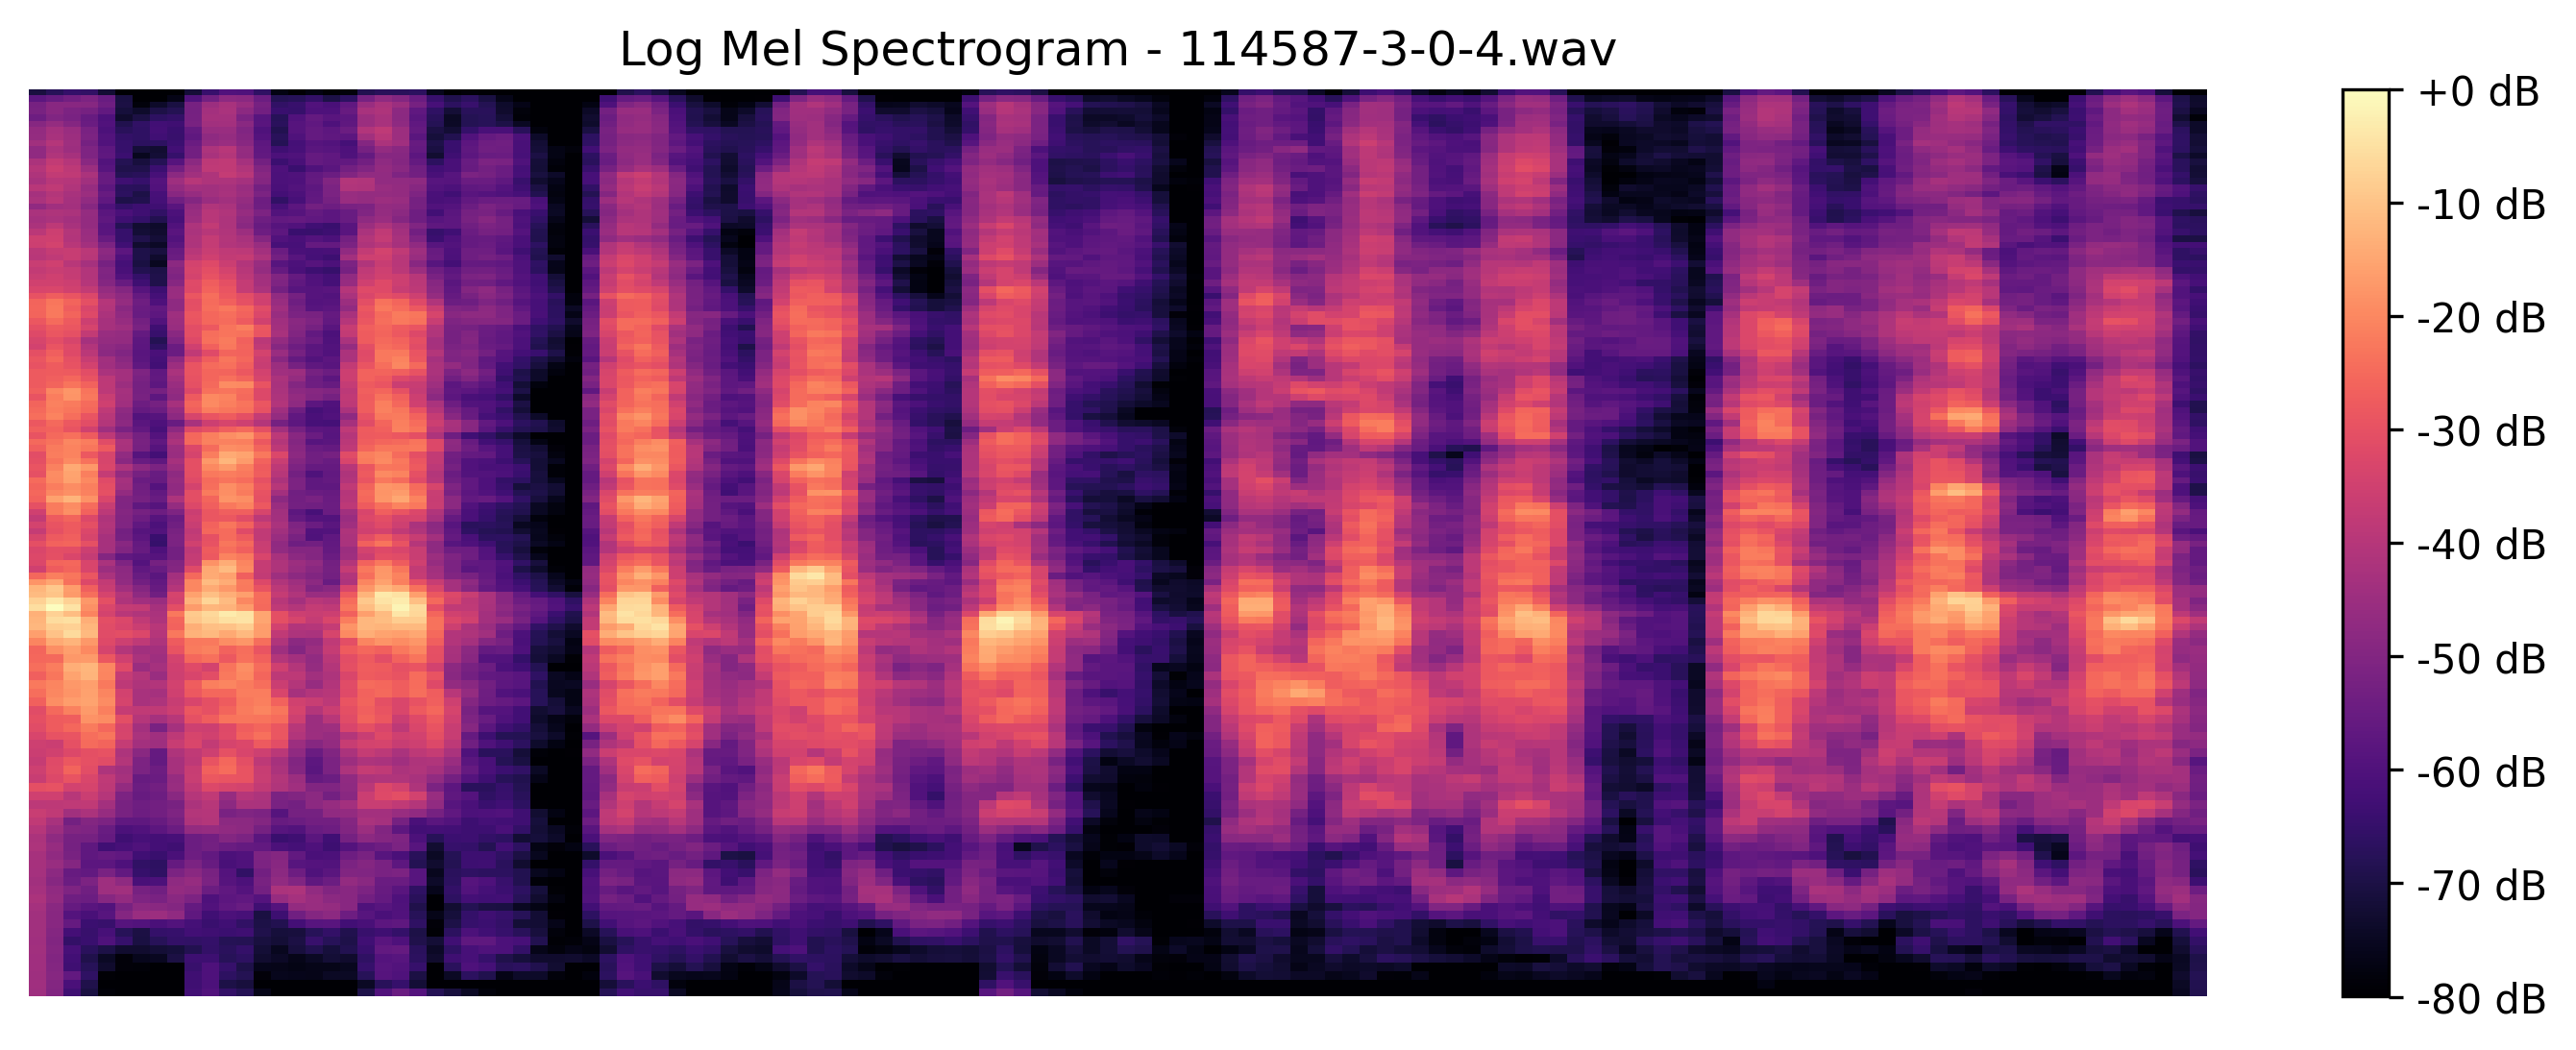 Log Mel Spectrogram - 114587-3-0-4.wav
+0 dB
-10 dB
-20 dB
-30 dB
-40 dB
-50 dB
-60 dB
-70 dB
-80 dB